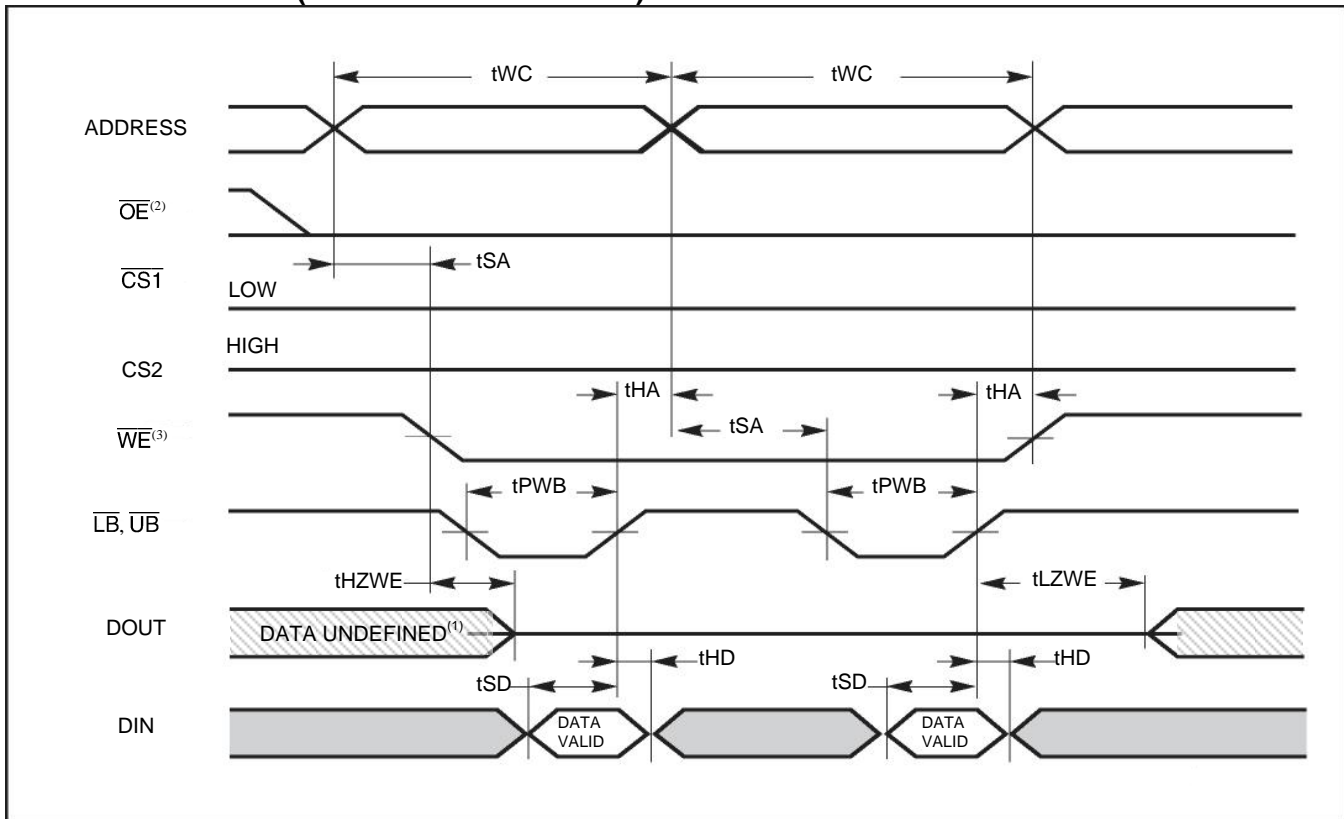 tWC tWC
ADDRESS
OE(2)
tSA
CS1
LOW
HIGH
CS2
tHA tHA
WE(3)
tSA
tPWB tPWB
LB, UB
tHZWE tLZWE
DOUT DATA UNDEFINED(1)
tHD tHD
tSD tSD
DIN DATA VALID DATA VALID